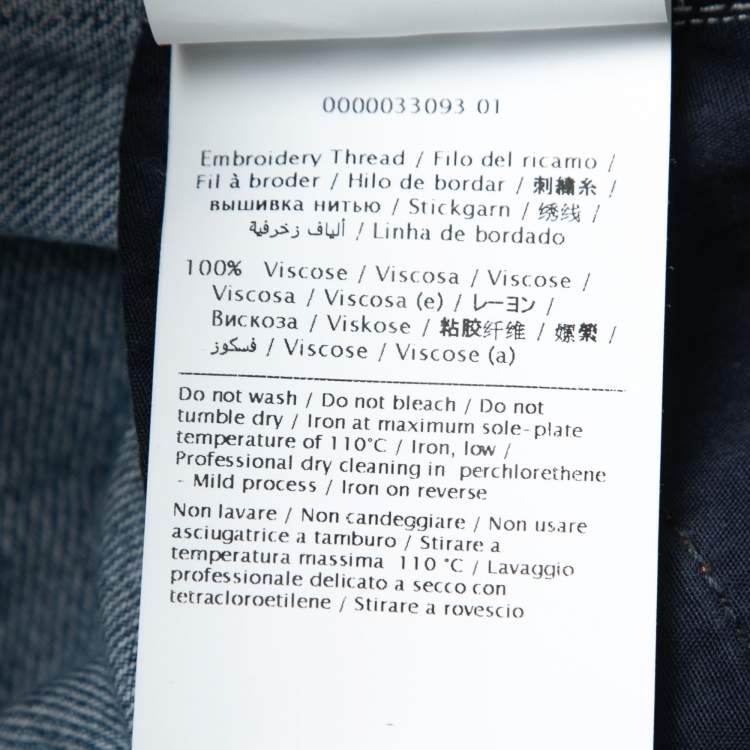 0000033093 01
Embroidery Thread / Filo del ricamo /
Fil à broder / Hilo de bordar / 刺繍糸 /
вышивка нитью / Stickgarn / 绣线 /
ألياف زخرفية / Linha de bordado
100% Viscose / Viscosa / Viscose /
Viscosa / Viscosa (e) / レーヨン /
Вискоза / Viskose / 粘胶纤维 / 嫘縈 /
فسكوز / Viscose / Viscose (a)
Do not wash / Do not bleach / Do not
tumble dry / Iron at maximum sole-plate
temperature of 110°C / Iron, low /
Professional dry cleaning in perchlorethene
- Mild process / Iron on reverse
Non lavare / Non candeggiare / Non usare
asciugatrice a tamburo / Stirare a
temperatura massima 110 °C / Lavaggio
professionale delicato a secco con
tetracloroetilene / Stirare a rovescio